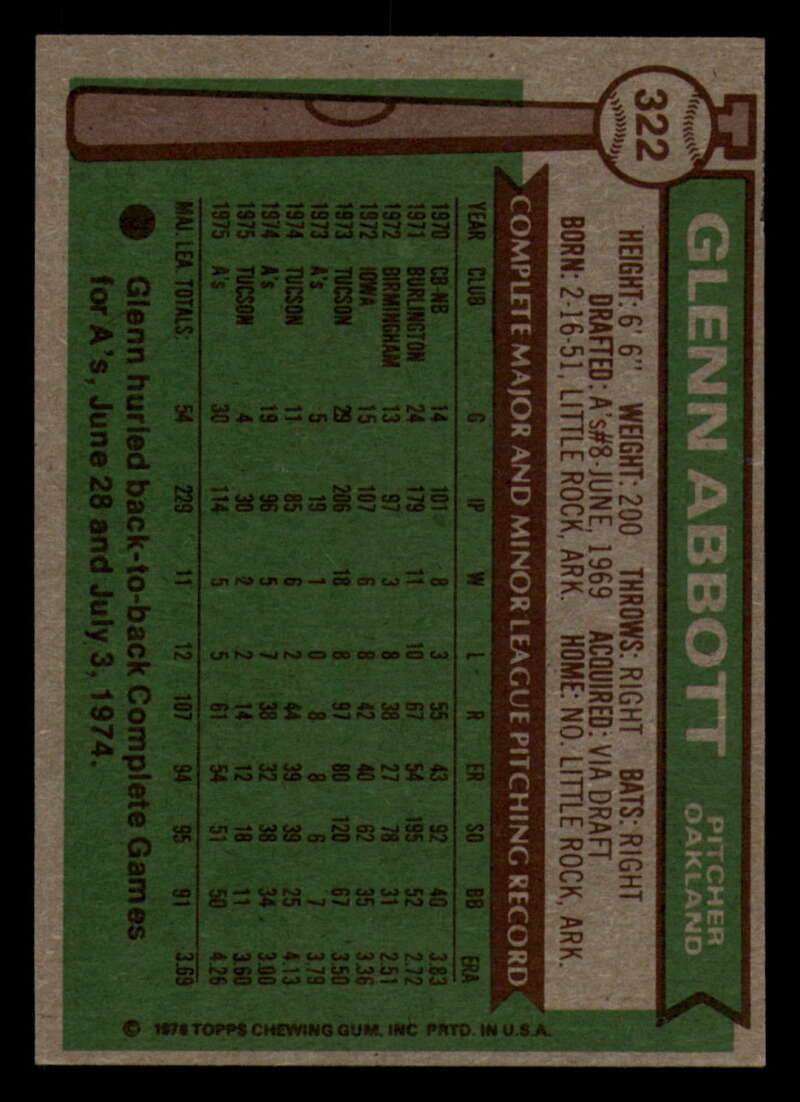 322
GLENN ABBOTT
PITCHER
OAKLAND
HEIGHT: 6' 6" WEIGHT: 200 THROWS: RIGHT BATS: RIGHT
DRAFTED: A's#8-JUNE, 1969 ACQUIRED: VIA DRAFT
BORN: 2-16-51, LITTLE ROCK, ARK. HOME: NO. LITTLE ROCK, ARK.
COMPLETE MAJOR AND MINOR LEAGUE PITCHING RECORD
YEAR CLUB G IP W L R ER SO BB ERA
1970 CB-NB 14 101 8 3 55 43 92 40 3.83
1971 BURLINGTON 24 179 11 10 67 54 195 52 2.72
1972 BIRMINGHAM 13 97 3 8 38 27 78 31 2.51
1972 IOWA 15 107 6 8 42 40 62 35 3.36
1973 TUCSON 29 206 18 8 97 80 120 67 3.50
1973 A's 5 19 1 0 8 8 6 7 3.79
1974 TUCSON 11 85 6 2 44 39 39 25 4.13
1974 A's 19 96 5 7 38 32 38 34 3.00
1975 TUCSON 4 30 2 2 14 12 18 11 3.60
1975 A's 30 114 5 5 61 54 51 50 4.26
MAJ. LEA. TOTALS: 54 229 11 12 107 94 95 91 3.69
Glenn hurled back-to-back Complete Games
for A's, June 28 and July 3, 1974.
© 1976 TOPPS CHEWING GUM, INC PRTD. IN U.S.A.